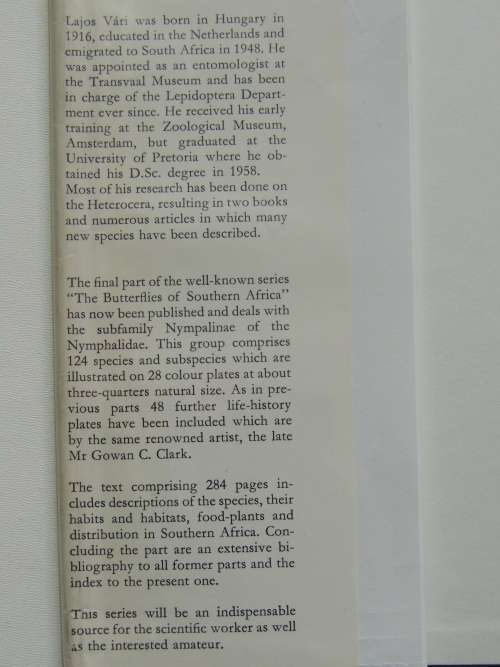 Lajos Vári was born in Hungary in
1916, educated in the Netherlands and
emigrated to South Africa in 1948. He
was appointed as an entomologist at
the Transvaal Museum and has been
in charge of the Lepidoptera Depart-
ment ever since. He received his early
training at the Zoological Museum,
Amsterdam, but graduated at the
University of Pretoria where he ob-
tained his D.Sc. degree in 1958.
Most of his research has been done on
the Heterocera, resulting in two books
and numerous articles in which many
new species have been described.
The final part of the well-known series
“The Butterflies of Southern Africa”
has now been published and deals with
the subfamily Nympalinae of the
Nymphalidae. This group comprises
124 species and subspecies which are
illustrated on 28 colour plates at about
three-quarters natural size. As in pre-
vious parts 48 further life-history
plates have been included which are
by the same renowned artist, the late
Mr Gowan C. Clark.
The text comprising 284 pages in-
cludes descriptions of the species, their
habits and habitats, food-plants and
distribution in Southern Africa. Con-
cluding the part are an extensive bi-
bliography to all former parts and the
index to the present one.
This series will be an indispensable
source for the scientific worker as well
as the interested amateur.